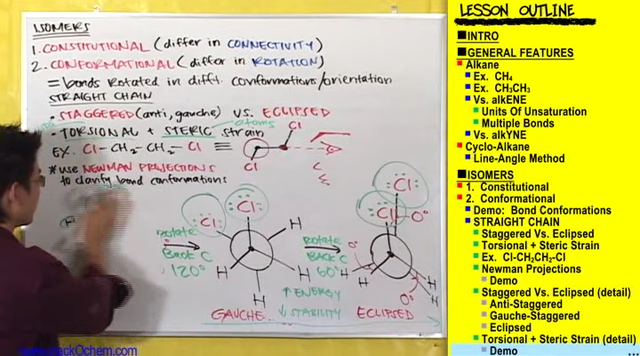 ISOMERS
1. CONSTITUTIONAL (differ in CONNECTIVITY)
2. CONFORMATIONAL (differ in ROTATION)
= bonds Rotated in diff't conformations/orientation
STRAIGHT CHAIN
• STAGGERED (anti, gauche) VS. ECLIPSED
• TORSIONAL + STERIC strain
atoms
EX. Cl-CH2-CH2-Cl ≡
Cl
Cl
* use NEWMAN PROJECTIONS
to clarify bond conformations
Rotate
Back C
120°
Cl
Cl
H
H
H
H
GAUCHE
Rotate
Back C
60°
↑ ENERGY
↓ STABILITY
Cl
Cl
0°
0°
0°
H
H
H
H
ECLIPSED
LESSON OUTLINE
INTRO
GENERAL FEATURES
Alkane
Ex. CH4
Ex. CH3CH3
Vs. alkENE
Units Of Unsaturation
Multiple Bonds
Vs. alkYNE
Cyclo-Alkane
Line-Angle Method
ISOMERS
1. Constitutional
2. Conformational
Demo: Bond Conformations
STRAIGHT CHAIN
Staggered Vs. Eclipsed
Torsional + Steric Strain
Ex. Cl-CH2CH2-Cl
Newman Projections
Demo
Staggered Vs. Eclipsed (detail)
Anti-Staggered
Gauche-Staggered
Eclipsed
Torsional + Steric Strain (detail)
Demo ...